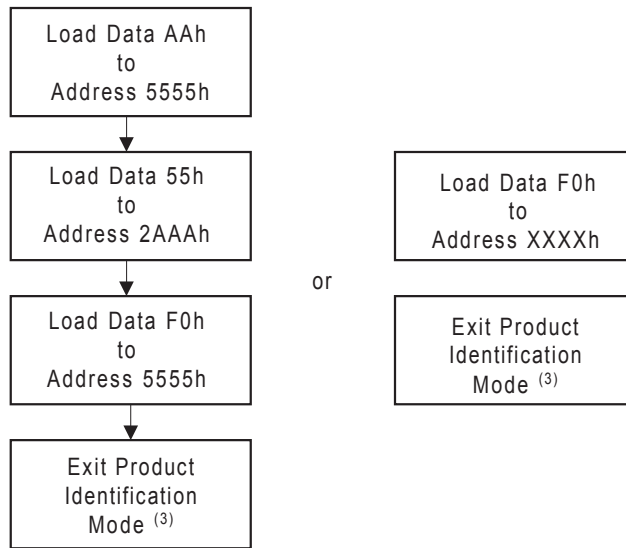 Load Data AAh
to
Address 5555h
Load Data 55h
to
Address 2AAAh
Load Data F0h
to
Address 5555h
Exit Product
Identification
Mode (3)
or
Load Data F0h
to
Address XXXXh
Exit Product
Identification
Mode (3)